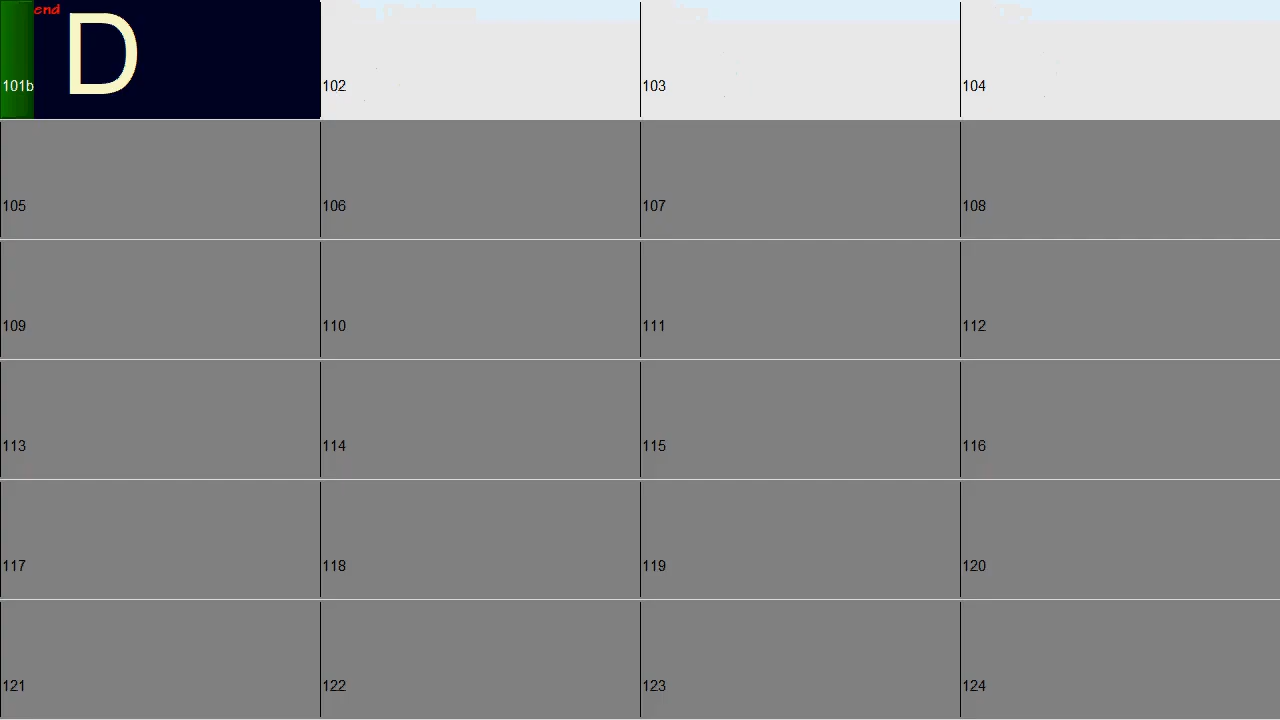 end
D
101b 102 103 104
105 106 107 108
109 110 111 112
113 114 115 116
117 118 119 120
121 122 123 124